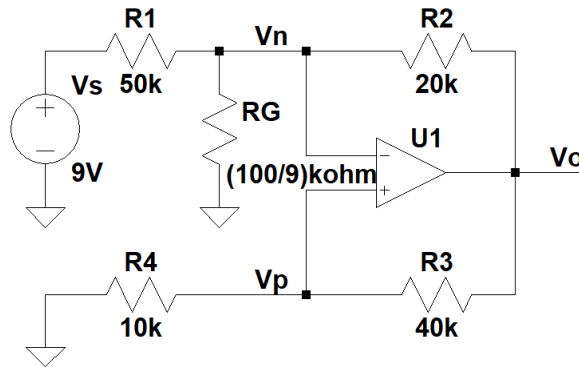 R1
Vn
R2
Vs
50k
20k
RG
U1
Vo
9V
(100/9)kohm
R4
Vp
R3
10k
40k